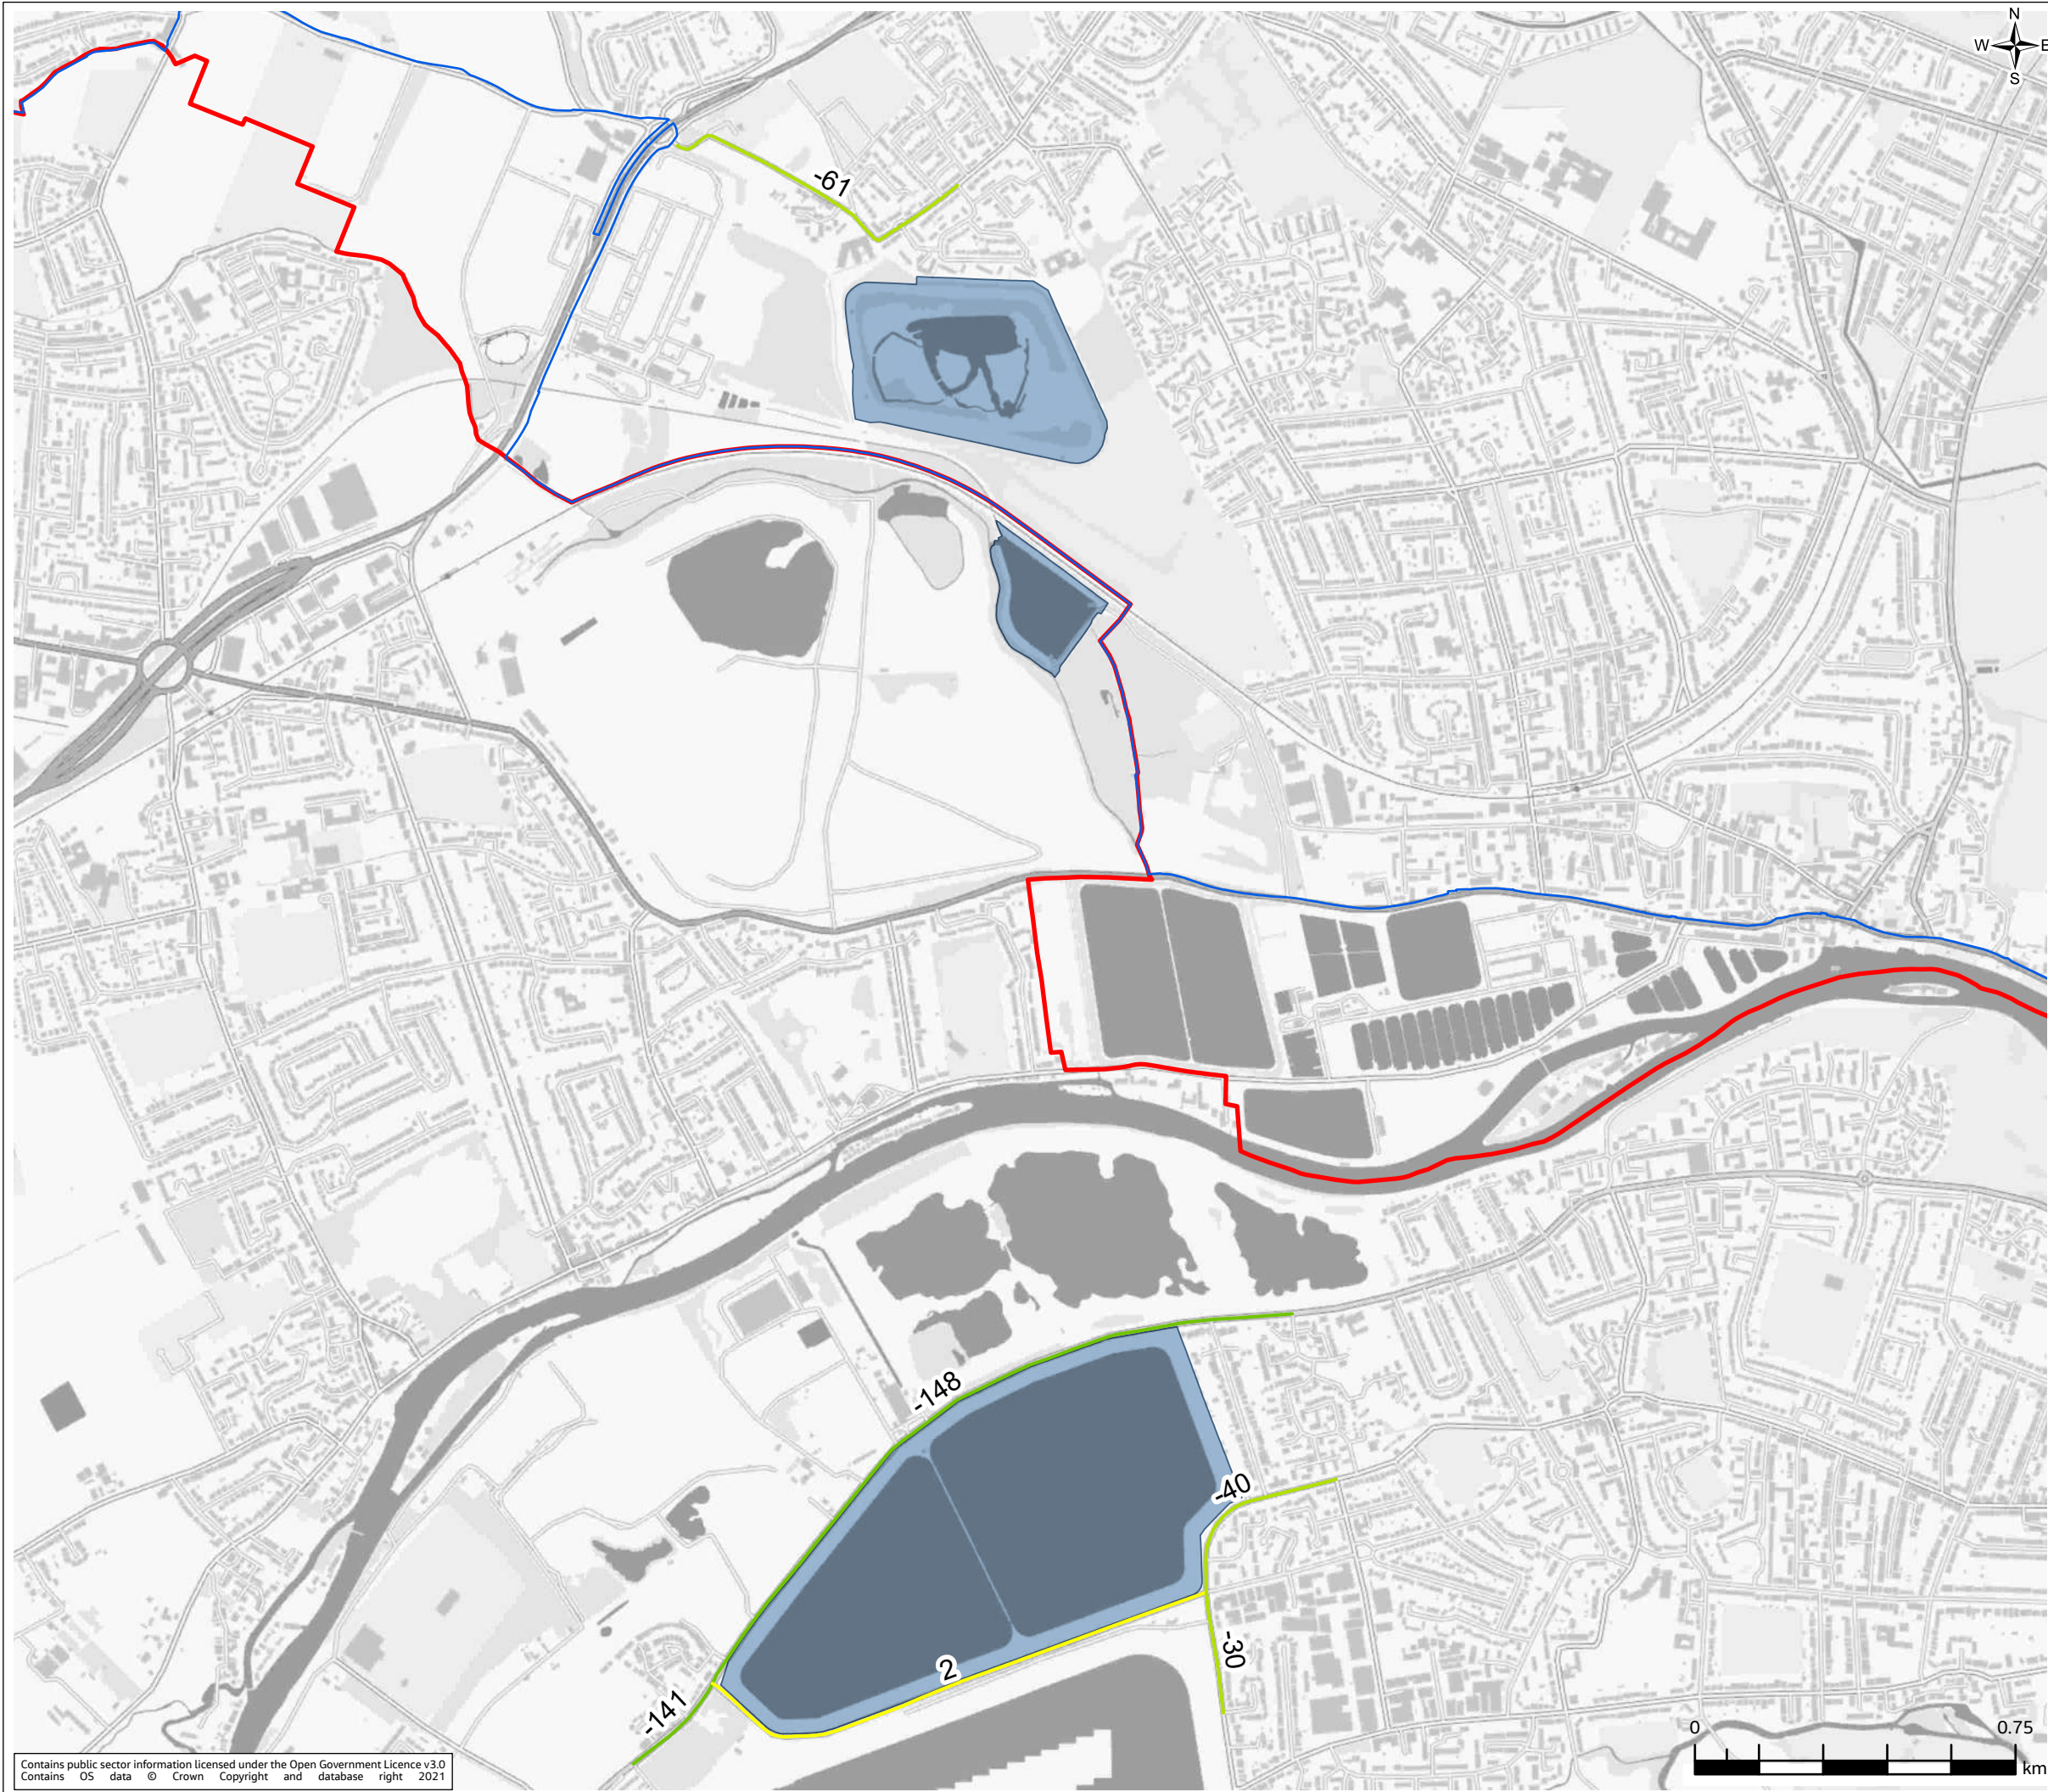 N
W E
S
-61
-148
-40
-30
2
-141
0 0.75
km
Contains public sector information licensed under the Open Government Licence v3.0
Contains OS data © Crown Copyright and database right 2021